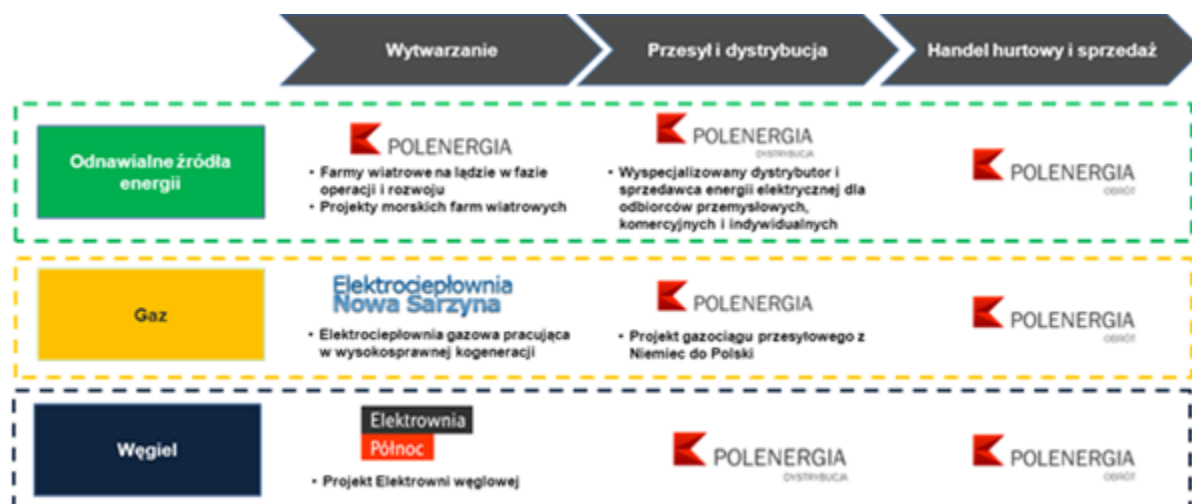 Wytwarzanie
Przesył i dystrybucja
Handel hurtowy i sprzedaż
Odnawialne źródła
energii
POLENERGIA
• Farmy wiatrowe na lądzie w fazie
operacji i rozwoju
• Projekty morskich farm wiatrowych
POLENERGIA
DYSTRYBUCJA
• Wyspecjalizowany dystrybutor i
sprzedawca energii elektrycznej dla
odbiorców przemysłowych,
komercyjnych i indywidualnych
POLENERGIA
OBRÓT
Gaz
Elektrociepłownia
Nowa Sarzyna
• Elektrociepłownia gazowa pracująca
w wysokosprawnej kogeneracji
POLENERGIA
• Projekt gazociągu przesyłowego z
Niemiec do Polski
POLENERGIA
OBRÓT
Węgiel
Elektrownia
Północ
• Projekt Elektrowni węglowej
POLENERGIA
DYSTRYBUCJA
POLENERGIA
OBRÓT